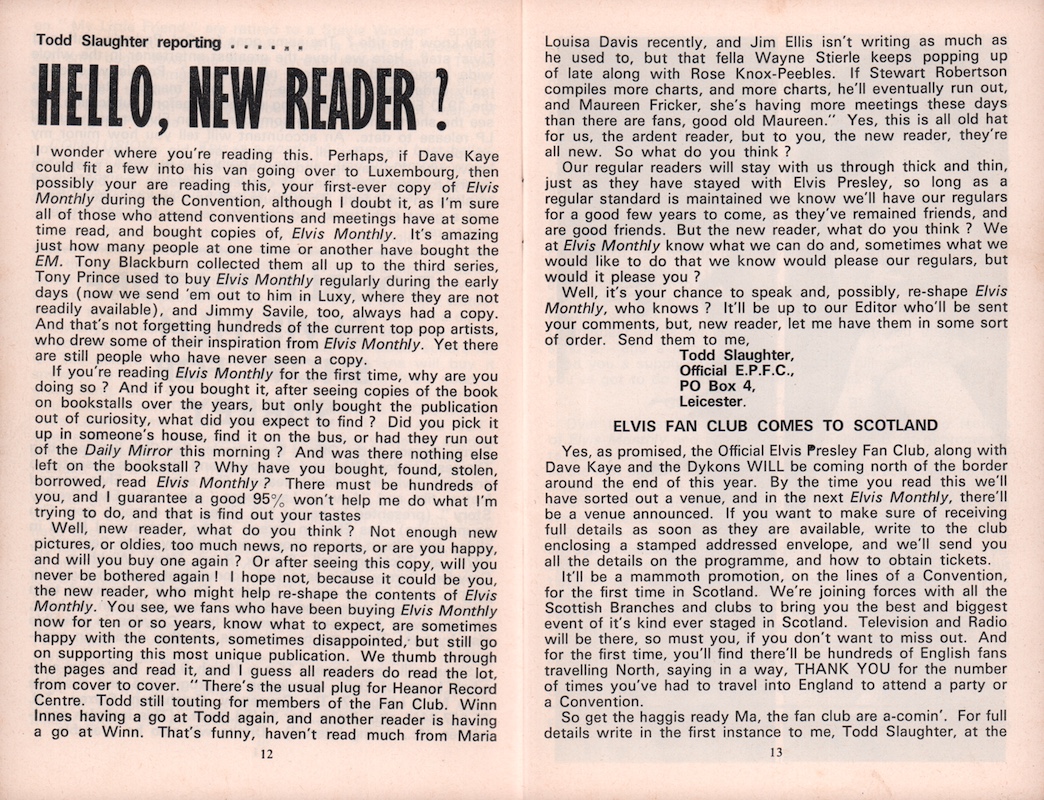 Todd Slaughter reporting . . . . . .
HELLO, NEW READER ?
I wonder where you're reading this. Perhaps, if Dave Kaye
could fit a few into his van going over to Luxembourg, then
possibly your are reading this, your first-ever copy of Elvis
Monthly during the Convention, although I doubt it, as I'm sure
all of those who attend conventions and meetings have at some
time read, and bought copies of, Elvis Monthly. It's amazing
just how many people at one time or another have bought the
EM. Tony Blackburn collected them all up to the third series,
Tony Prince used to buy Elvis Monthly regularly during the early
days (now we send 'em out to him in Luxy, where they are not
readily available), and Jimmy Savile, too, always had a copy.
And that's not forgetting hundreds of the current top pop artists,
who drew some of their inspiration from Elvis Monthly. Yet there
are still people who have never seen a copy.
If you're reading Elvis Monthly for the first time, why are you
doing so ? And if you bought it, after seeing copies of the book
on bookstalls over the years, but only bought the publication
out of curiosity, what did you expect to find ? Did you pick it
up in someone's house, find it on the bus, or had they run out
of the Daily Mirror this morning ? And was there nothing else
left on the bookstall ? Why have you bought, found, stolen,
borrowed, read Elvis Monthly ? There must be hundreds of
you, and I guarantee a good 95% won't help me do what I'm
trying to do, and that is find out your tastes
Well, new reader, what do you think ? Not enough new
pictures, or oldies, too much news, no reports, or are you happy,
and will you buy one again ? Or after seeing this copy, will you
never be bothered again ! I hope not, because it could be you,
the new reader, who might help re-shape the contents of Elvis
Monthly. You see, we fans who have been buying Elvis Monthly
now for ten or so years, know what to expect, are sometimes
happy with the contents, sometimes disappointed, but still go
on supporting this most unique publication. We thumb through
the pages and read it, and I guess all readers do read the lot,
from cover to cover. " There's the usual plug for Heanor Record
Centre. Todd still touting for members of the Fan Club. Winn
Innes having a go at Todd again, and another reader is having
a go at Winn. That's funny, haven't read much from Maria
12
Louisa Davis recently, and Jim Ellis isn't writing as much as
he used to, but that fella Wayne Stierle keeps popping up
of late along with Rose Knox-Peebles. If Stewart Robertson
compiles more charts, and more charts, he'll eventually run out,
and Maureen Fricker, she's having more meetings these days
than there are fans, good old Maureen." Yes, this is all old hat
for us, the ardent reader, but to you, the new reader, they're
all new. So what do you think ?
Our regular readers will stay with us through thick and thin,
just as they have stayed with Elvis Presley, so long as a
regular standard is maintained we know we'll have our regulars
for a good few years to come, as they've remained friends, and
are good friends. But the new reader, what do you think ? We
at Elvis Monthly know what we can do and, sometimes what we
would like to do that we know would please our regulars, but
would it please you ?
Well, it's your chance to speak and, possibly, re-shape Elvis
Monthly, who knows ? It'll be up to our Editor who'll be sent
your comments, but, new reader, let me have them in some sort
of order. Send them to me,
Todd Slaughter,
Official E.P.F.C.,
PO Box 4,
Leicester.
ELVIS FAN CLUB COMES TO SCOTLAND
Yes, as promised, the Official Elvis Presley Fan Club, along with
Dave Kaye and the Dykons WILL be coming north of the border
around the end of this year. By the time you read this we'll
have sorted out a venue, and in the next Elvis Monthly, there'll
be a venue announced. If you want to make sure of receiving
full details as soon as they are available, write to the club
enclosing a stamped addressed envelope, and we'll send you
all the details on the programme, and how to obtain tickets.
It'll be a mammoth promotion, on the lines of a Convention,
for the first time in Scotland. We're joining forces with all the
Scottish Branches and clubs to bring you the best and biggest
event of it's kind ever staged in Scotland. Television and Radio
will be there, so must you, if you don't want to miss out. And
for the first time, you'll find there'll be hundreds of English fans
travelling North, saying in a way, THANK YOU for the number
of times you've had to travel into England to attend a party or
a Convention.
So get the haggis ready Ma, the fan club are a-comin'. For full
details write in the first instance to me, Todd Slaughter, at the
13